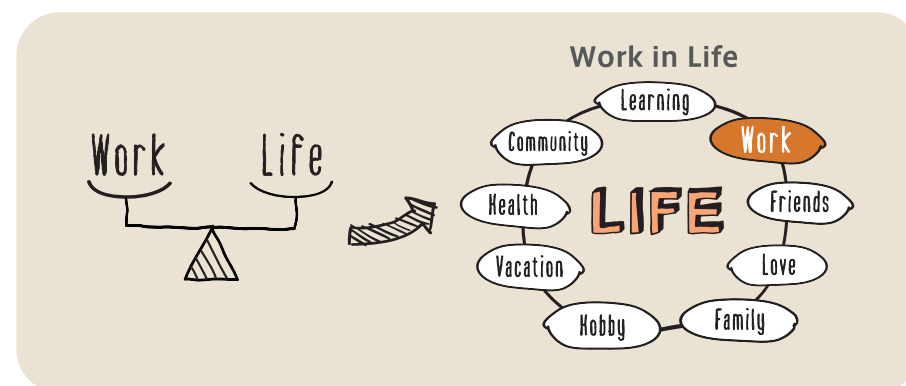 Work
Life
Work in Life
Learning
Work
Friends
Love
Family
Hobby
Vacation
Health
Community
LIFE